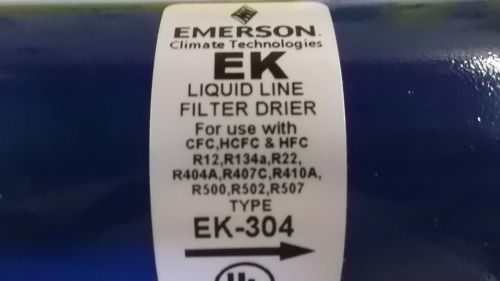 EMERSON.
Climate Technologies
EK
LIQUID LINE
FILTER DRIER
For use with
CFC,HCFC & HFC
R12,R134a,R22,
R404A,R407C,R410A,
R500,R502,R507
TYPE
EK-304